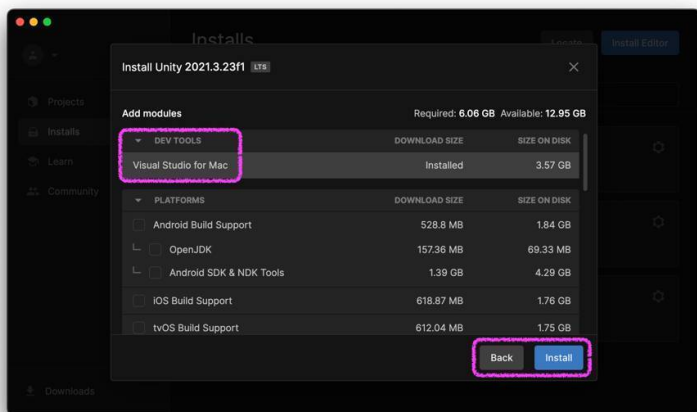 Installs
Locate
Install Editor
Install Unity 2021.3.23f1 LTS
Projects
Installs
Learn
Community
Add modules
Required: 6.06 GB Available: 12.95 GB
DEV TOOLS DOWNLOAD SIZE SIZE ON DISK
Visual Studio for Mac Installed 3.57 GB
PLATFORMS DOWNLOAD SIZE SIZE ON DISK
Android Build Support 528.8 MB 1.84 GB
OpenJDK 157.36 MB 69.33 MB
Android SDK & NDK Tools 1.39 GB 4.29 GB
iOS Build Support 618.87 MB 1.76 GB
tvOS Build Support 612.04 MB 1.75 GB
Back Install
Downloads